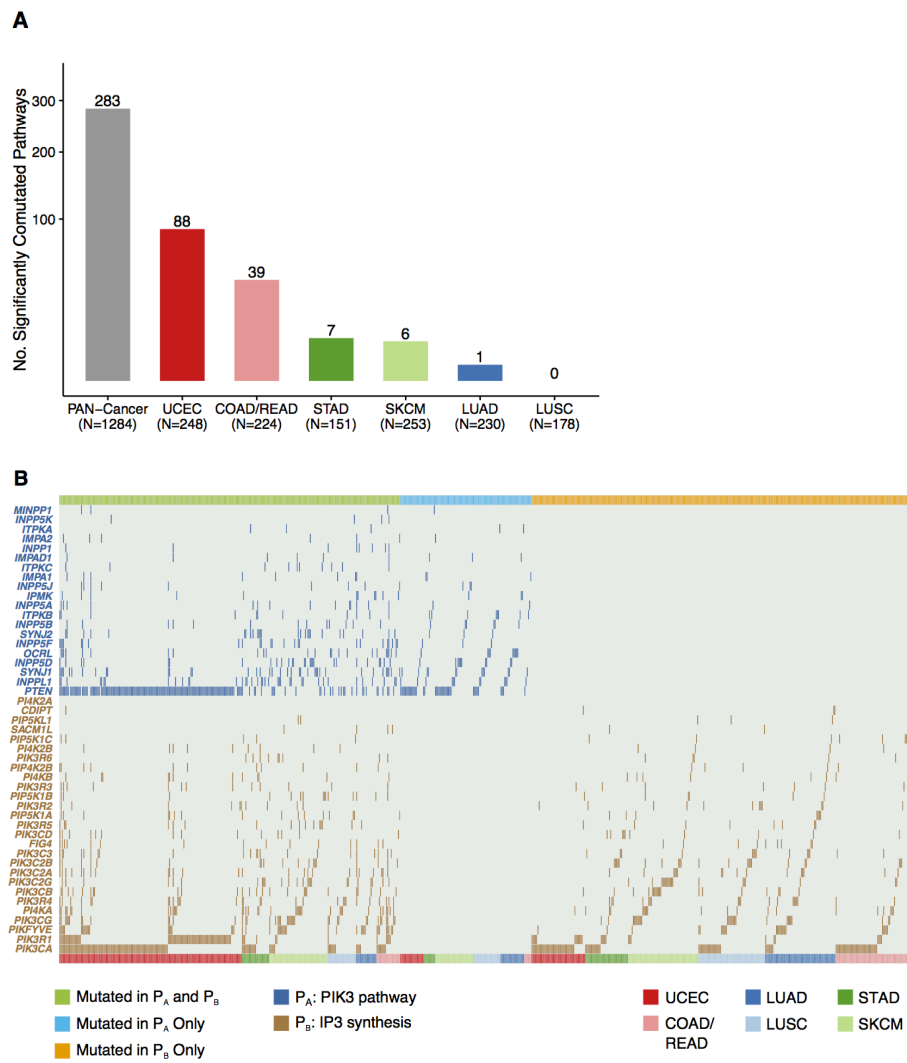 A
No. Significantly Comutated Pathways
300
200
100
283
88
39
7
6
1
0
PAN−Cancer
(N=1284)
UCEC
(N=248)
COAD/READ
(N=224)
STAD
(N=151)
SKCM
(N=253)
LUAD
(N=230)
LUSC
(N=178)
B
MINPP1
INPP5K
ITPKA
IMPA2
INPP1
IMPAD1
ITPKC
IMPA1
INPP5J
IPMK
INPP5A
ITPKB
INPP5B
SYNJ2
INPP5F
OCRL
INPP5D
SYNJ1
INPPL1
PTEN
PI4K2A
CDIPT
PIP5KL1
SACM1L
PIP5K1C
PI4K2B
PIK3R6
PIP4K2B
PI4KB
PIK3R3
PIP5K1B
PIK3R2
PIP5K1A
PIK3R5
PIK3CD
FIG4
PIK3C3
PIK3C2B
PIK3C2A
PIK3C2G
PIK3CB
PIK3R4
PI4KA
PIK3CG
PIKFYVE
PIK3R1
PIK3CA
Mutated in PA and PB
Mutated in PA Only
Mutated in PB Only
PA: PIK3 pathway
PB: IP3 synthesis
UCEC
COAD/
READ
LUAD
LUSC
STAD
SKCM